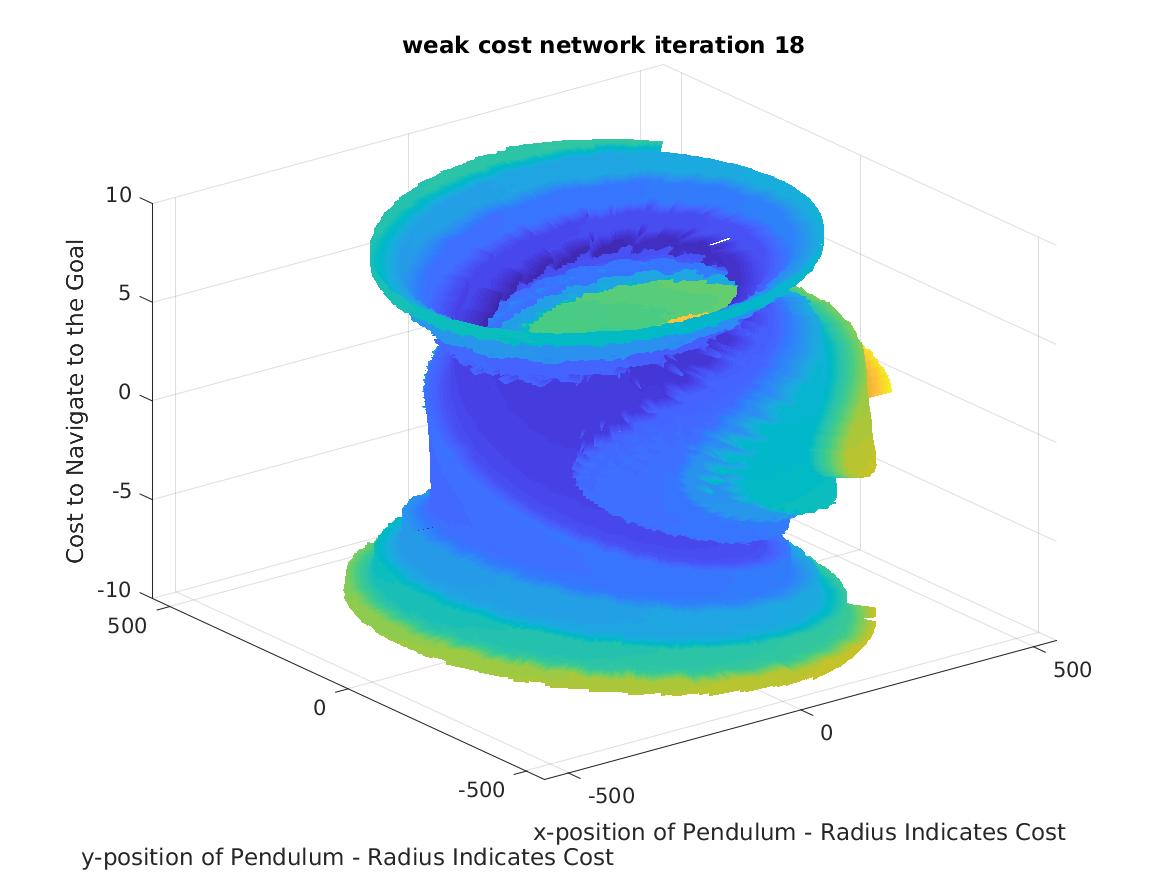 weak cost network iteration 18
10
5
0
-5
-10
Cost to Navigate to the Goal
500
0
-500
500
0
-500
x-position of Pendulum - Radius Indicates Cost
y-position of Pendulum - Radius Indicates Cost